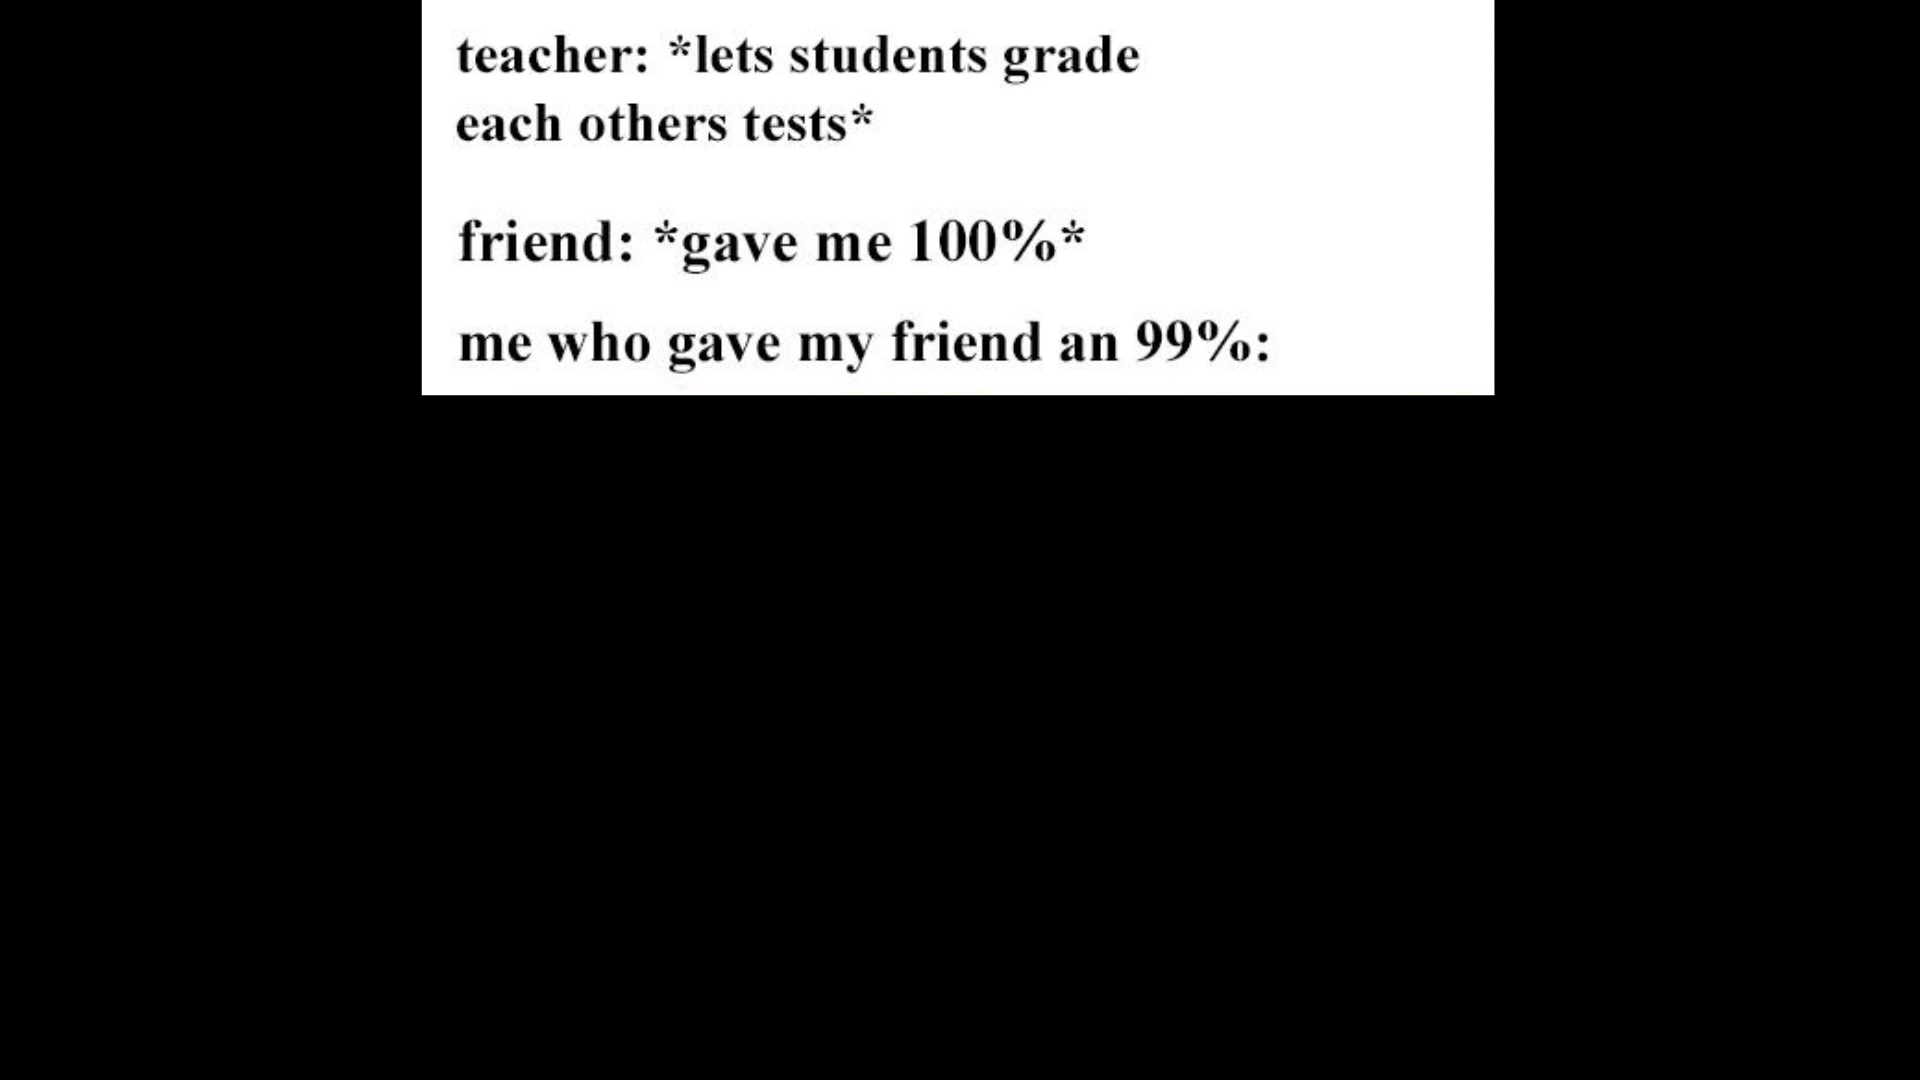 teacher: *lets students grade
each others tests*
friend: *gave me 100%*
me who gave my friend an 99%: